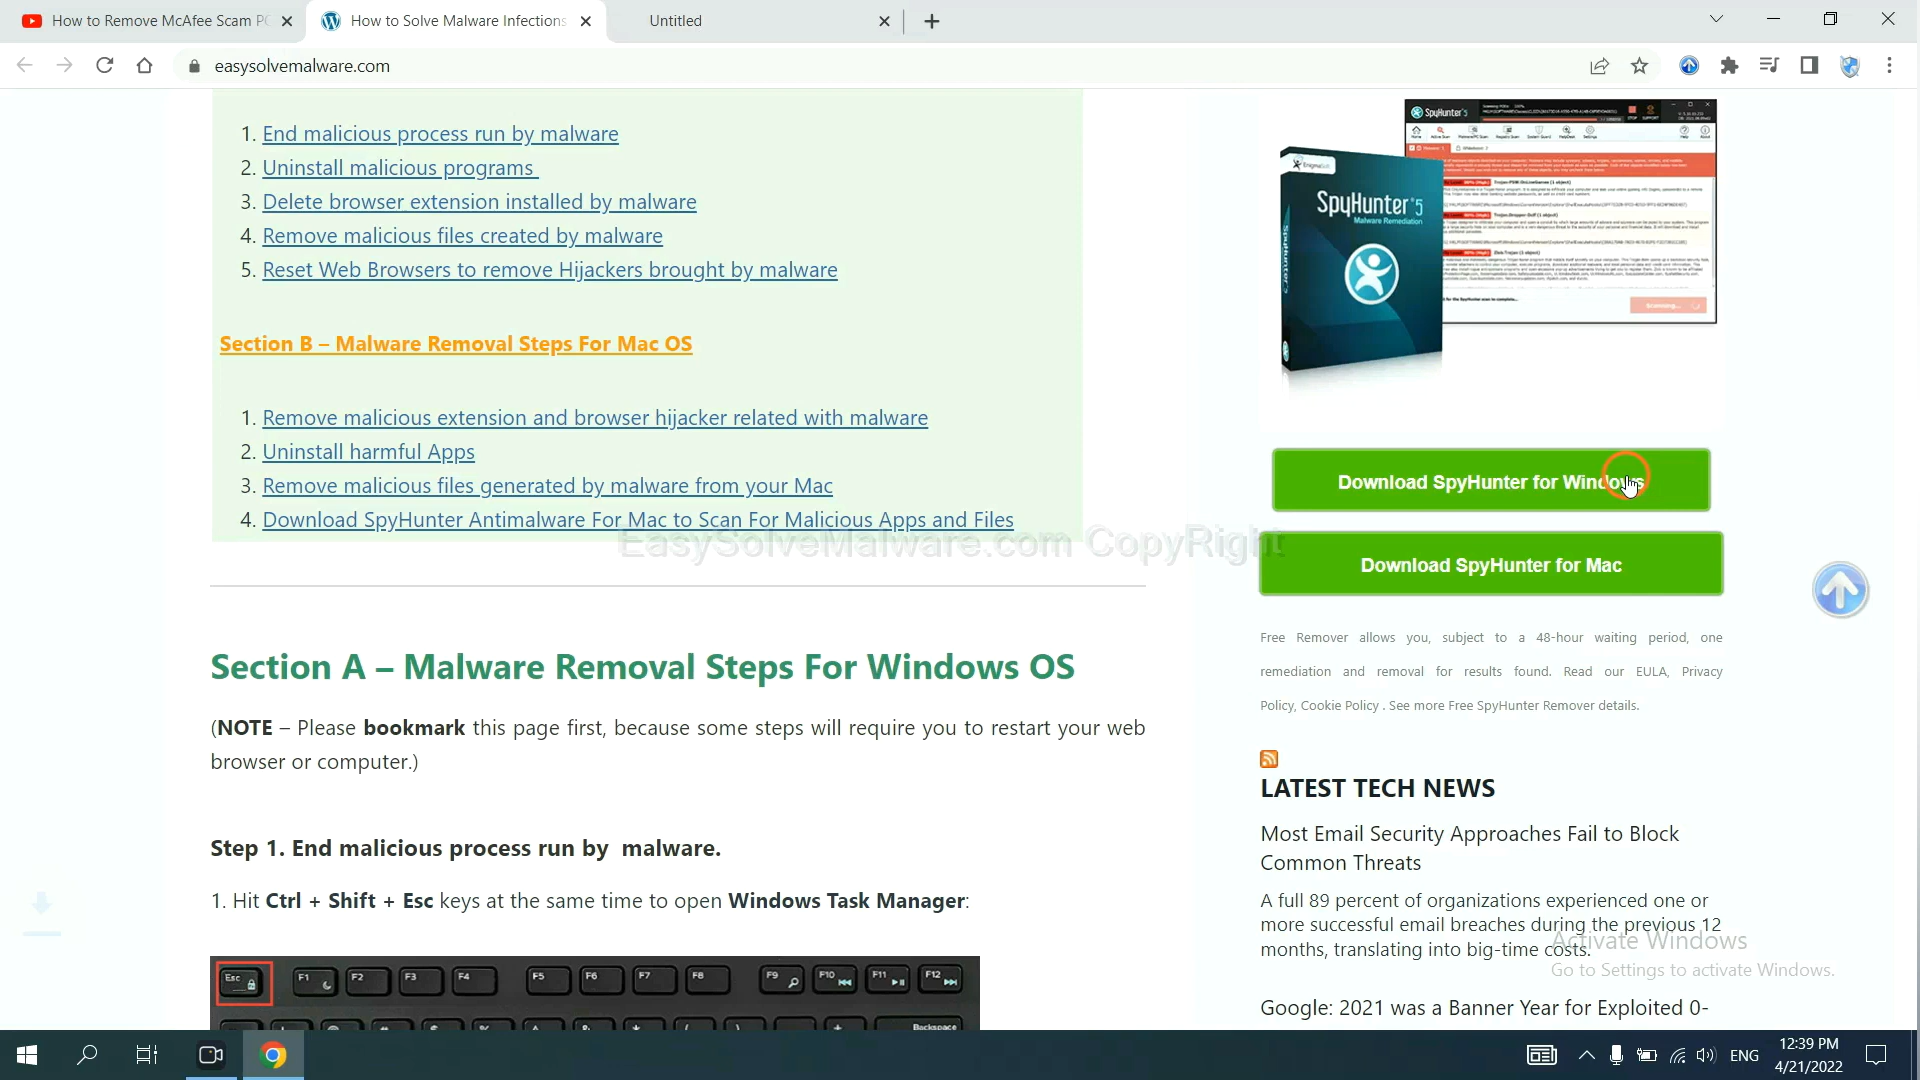 How to Remove McAfee Scam P
How to Solve Malware Infections
Untitled
easysolvemalware.com
1. End malicious process run by malware
2. Uninstall malicious programs
3. Delete browser extension installed by malware
4. Remove malicious files created by malware
5. Reset Web Browsers to remove Hijackers brought by malware
Section B – Malware Removal Steps For Mac OS
1. Remove malicious extension and browser hijacker related with malware
2. Uninstall harmful Apps
3. Remove malicious files generated by malware from your Mac
4. Download SpyHunter Antimalware For Mac to Scan For Malicious Apps and Files
EasySolveMalware.com CopyRight
Section A – Malware Removal Steps For Windows OS
(NOTE – Please bookmark this page first, because some steps will require you to restart your web
browser or computer.)
Step 1. End malicious process run by malware.
1. Hit Ctrl + Shift + Esc keys at the same time to open Windows Task Manager:
Esc F1 F2 F3 F4 F5 F6 F7 F8 F9 F10 F11 F12
Backspace
SpyHunter 5
EnigmaSoft
SpyHunter 5
Malware Remediation
Download SpyHunter for Windows
Download SpyHunter for Mac
Free Remover allows you, subject to a 48-hour waiting period, one
remediation and removal for results found. Read our EULA, Privacy
Policy, Cookie Policy . See more Free SpyHunter Remover details.
LATEST TECH NEWS
Most Email Security Approaches Fail to Block
Common Threats
A full 89 percent of organizations experienced one or
more successful email breaches during the previous 12
months, translating into big-time costs.
Google: 2021 was a Banner Year for Exploited 0-
Activate Windows
Go to Settings to activate Windows.
ENG
12:39 PM
4/21/2022